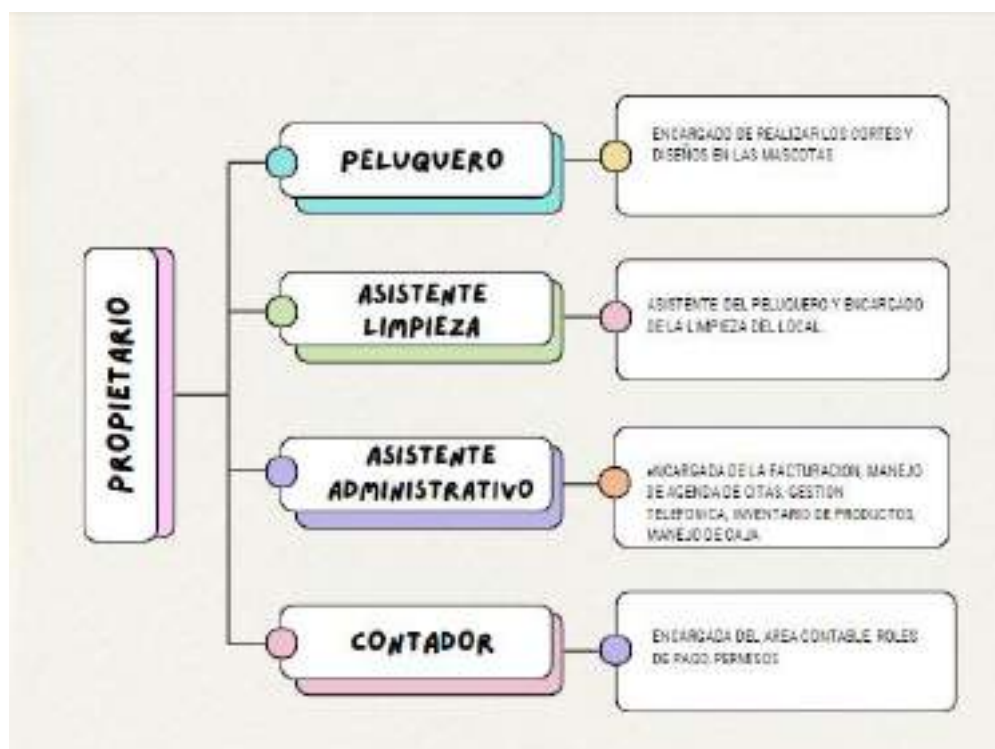 PROPIETARIO
PELUQUERO
ENCARGADO DE REALIZAR LOS CORTES Y
DISEÑOS EN LAS MASCOTAS
ASISTENTE
LIMPIEZA
ASISTENTE DEL PELUQUERO Y ENCARGADO
DE LA LIMPIEZA DEL LOCAL.
ASISTENTE
ADMINISTRATIVO
eNCARGADA DE LA FACTURACION, MANEJO
DE AGENDA DE CITAS, GESTION
TELEFONICA, INVENTARIO DE PRODUCTOS,
MANEJO DE CAJA
CONTADOR
ENCARGADA DEL AREA CONTABLE, ROLES
DE PAGO, PERMISOS